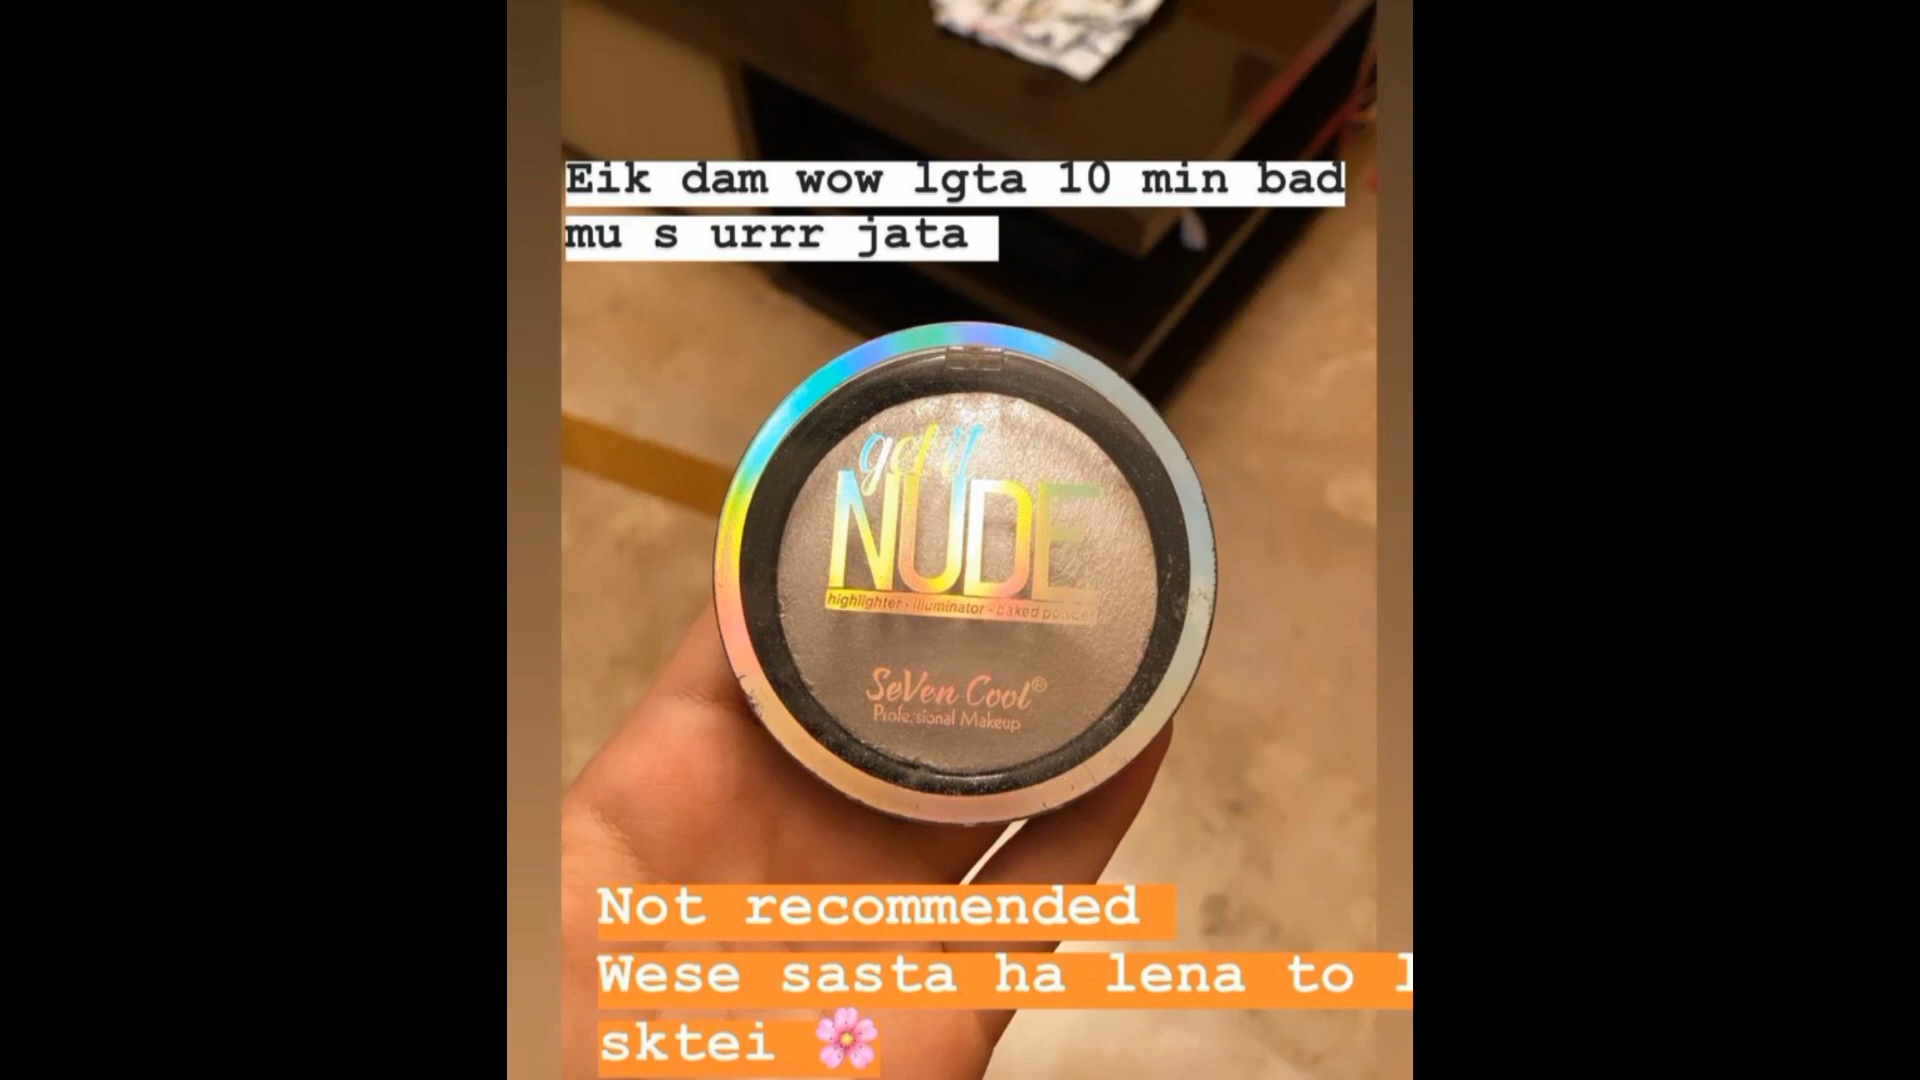 Eik dam wow lgta 10 min bad
mu s urrr jata
get it
NUDE
highlighter - illuminator - baked powder
SeVen Cool®
Professional Makeup
Not recommended
Wese sasta ha lena to
sktei 🌸